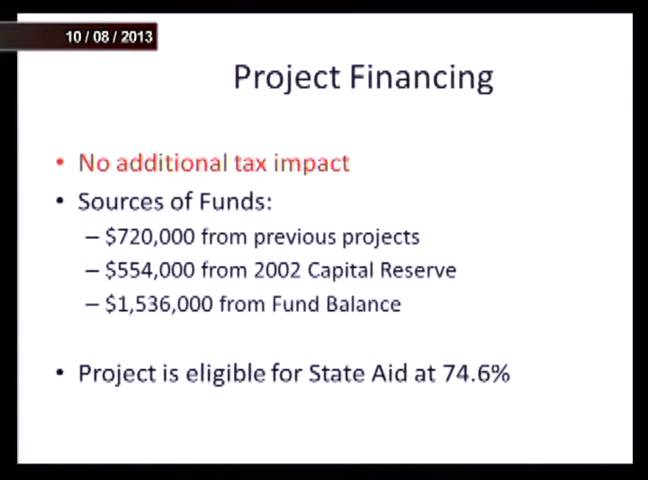 10 / 08 / 2013
Project Financing
• No additional tax impact
• Sources of Funds:
– $720,000 from previous projects
– $554,000 from 2002 Capital Reserve
– $1,536,000 from Fund Balance
• Project is eligible for State Aid at 74.6%